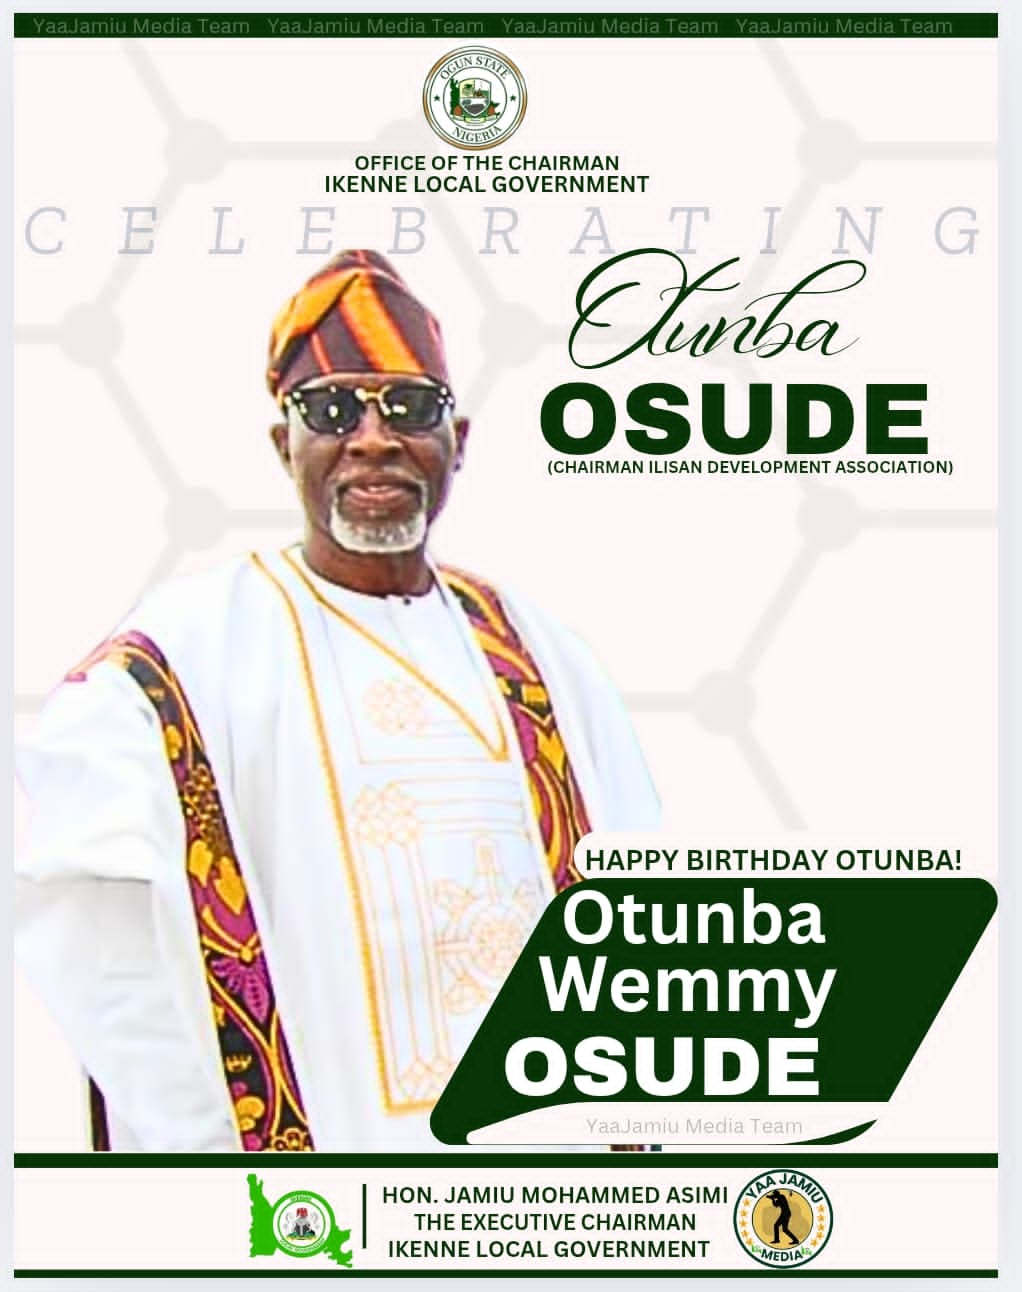 YaaJamiu Media Team YaaJamiu Media Team YaaJamiu Media Team YaaJamiu Media Team
OGUN STATE
NIGERIA
OFFICE OF THE CHAIRMAN
IKENNE LOCAL GOVERNMENT
CELEBRATING
Otunba
OSUDE
(CHAIRMAN ILISAN DEVELOPMENT ASSOCIATION)
HAPPY BIRTHDAY OTUNBA!
Otunba
Wemmy
OSUDE
YaaJamiu Media Team
HON. JAMIU MOHAMMED ASIMI
THE EXECUTIVE CHAIRMAN
IKENNE LOCAL GOVERNMENT
YAA JAMIU
MEDIA